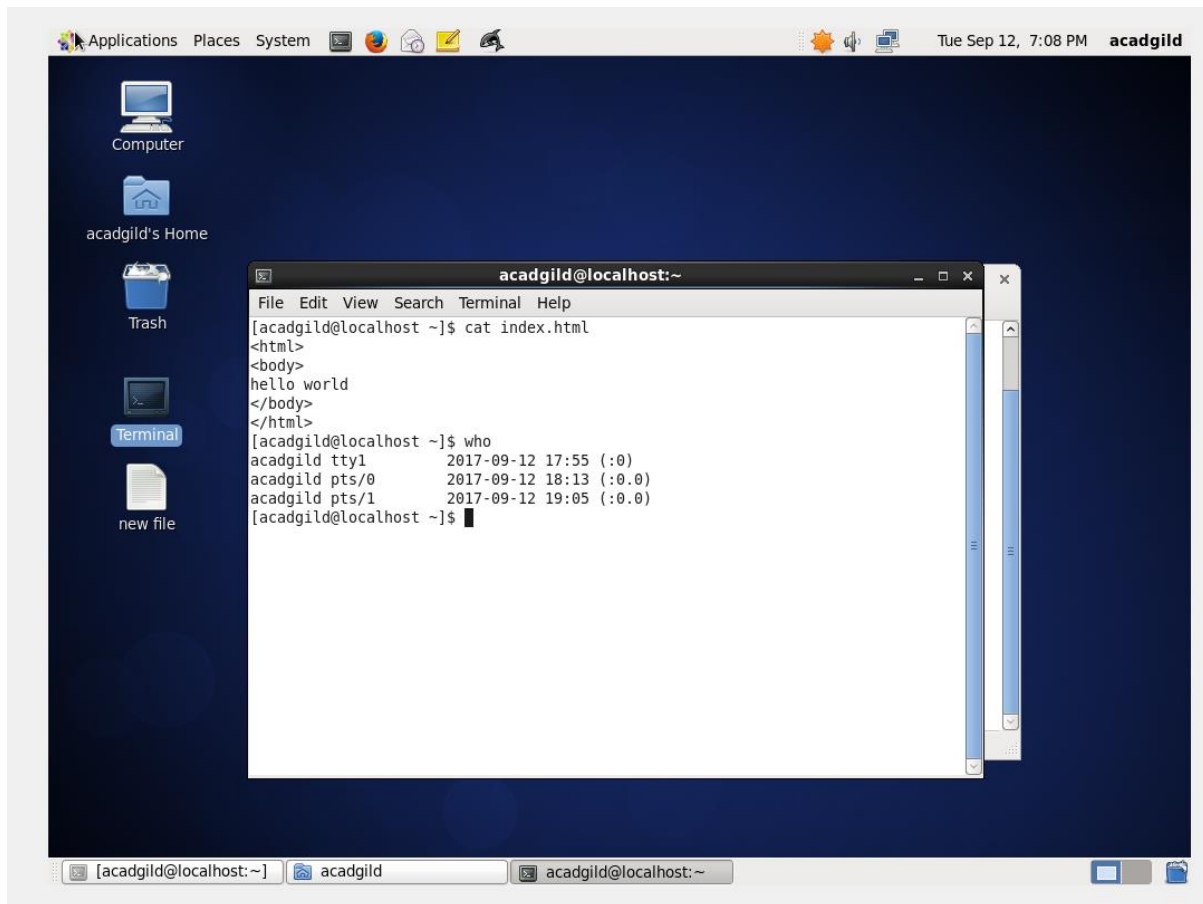 Applications Places System Tue Sep 12, 7:08 PM acadgild
Computer
acadgild's Home
Trash
Terminal
new file
acadgild@localhost:~
File Edit View Search Terminal Help
[acadgild@localhost ~]$ cat index.html
<html>
<body>
hello world
</body>
</html>
[acadgild@localhost ~]$ who
acadgild tty1         2017-09-12 17:55 (:0)
acadgild pts/0        2017-09-12 18:13 (:0.0)
acadgild pts/1        2017-09-12 19:05 (:0.0)
[acadgild@localhost ~]$
[acadgild@localhost:~] acadgild acadgild@localhost:~